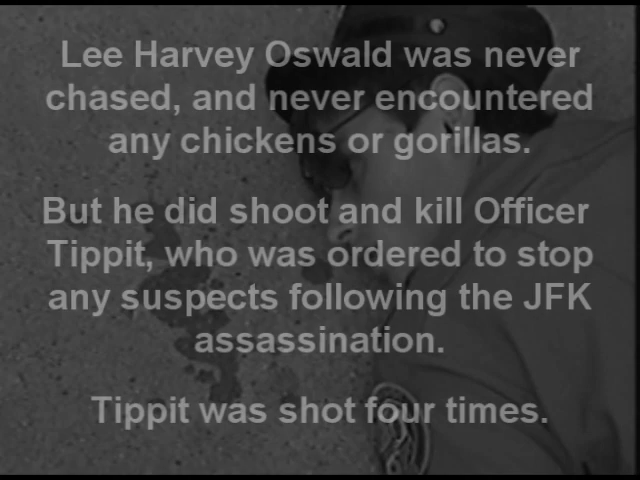 Lee Harvey Oswald was never
chased, and never encountered
any chickens or gorillas.
But he did shoot and kill Officer
Tippit, who was ordered to stop
any suspects following the JFK
assassination.
Tippit was shot four times.